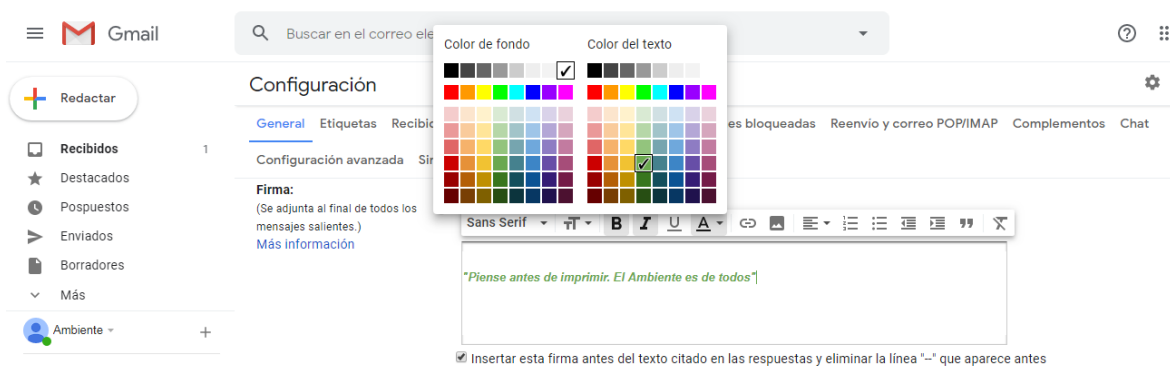 Gmail
Buscar en el correo ele
Color de fondo
Color del texto
Redactar
Configuración
General Etiquetas Recibid es bloqueadas Reenvío y correo POP/IMAP Complementos Chat
Recibidos 1
Configuración avanzada Sin
Destacados
Firma:
(Se adjunta al final de todos los
mensajes salientes.)
Más información
Pospuestos
Enviados
Borradores
Más
Ambiente
Sans Serif
B I U A
"Piense antes de imprimir. El Ambiente es de todos"
Insertar esta firma antes del texto citado en las respuestas y eliminar la línea "--" que aparece antes